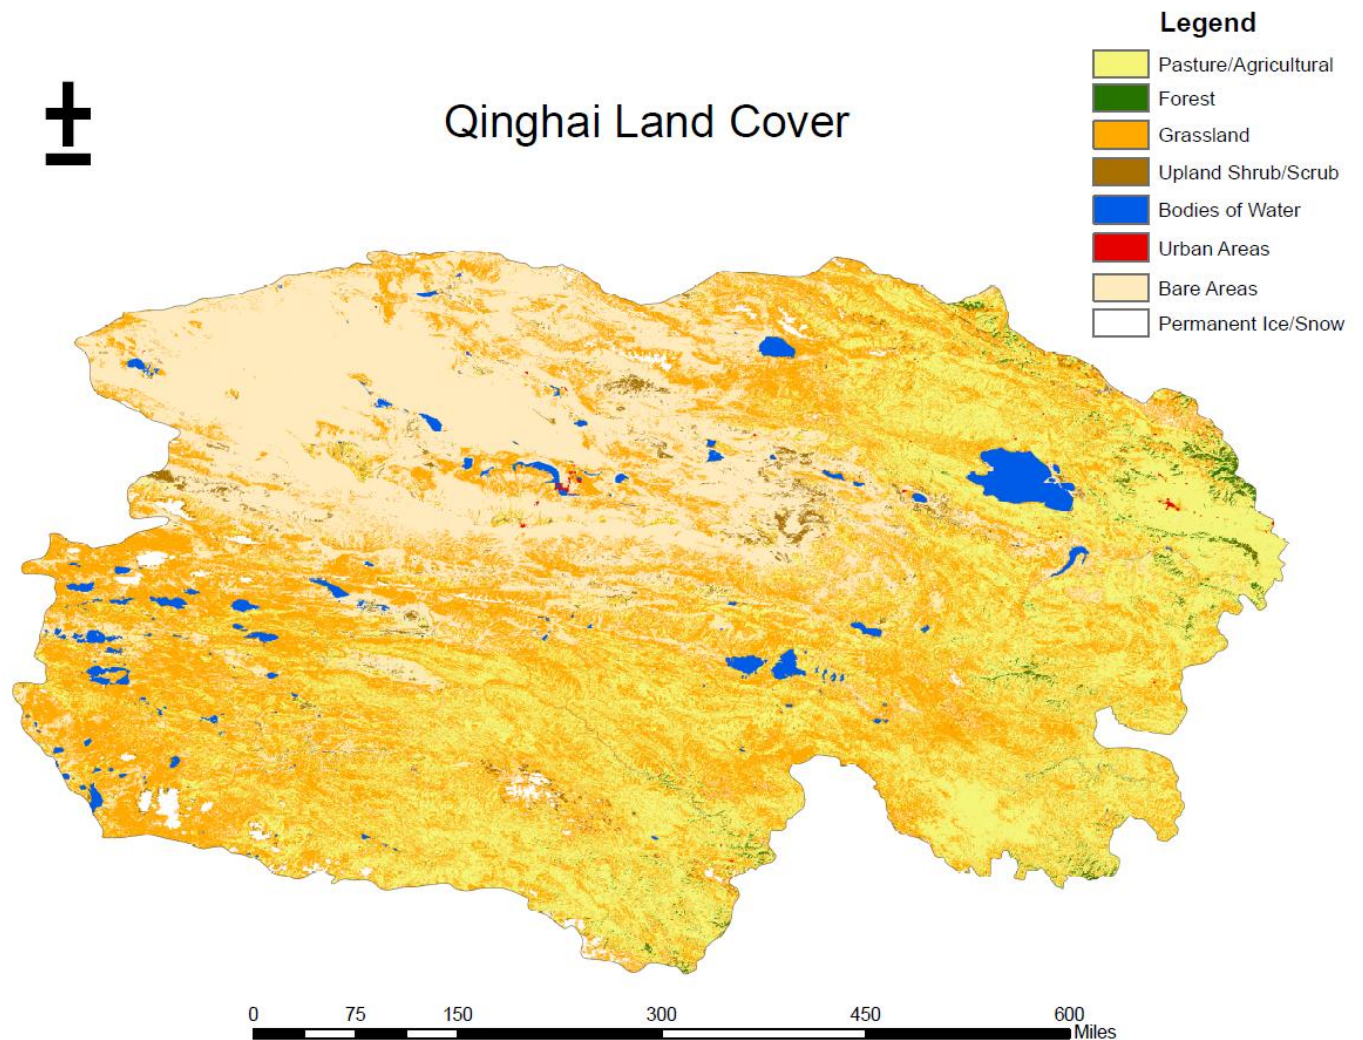 Legend
Pasture/Agricultural
Forest
Grassland
Upland Shrub/Scrub
Bodies of Water
Urban Areas
Bare Areas
Permanent Ice/Snow
Qinghai Land Cover
0 75 150 300 450 600
Miles